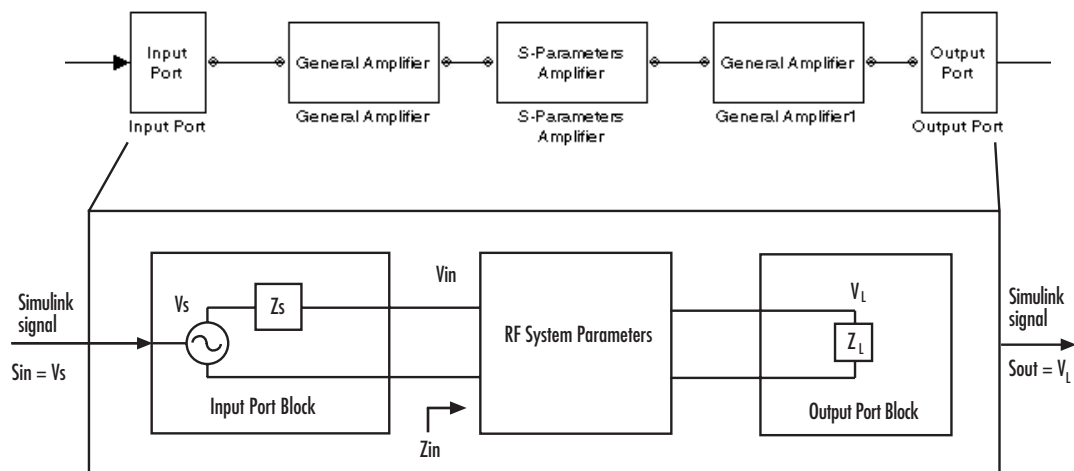 Input
Port
General Amplifier
S-Parameters
Amplifier
General Amplifier
Output
Port
Input Port
General Amplifier
S-Parameters
Amplifier
General Amplifier1
Output Port
Simulink
signal
Sin = Vs
Vs
Zs
Input Port Block
Vin
Zin
RF System Parameters
VL
ZL
Output Port Block
Simulink
signal
Sout = VL